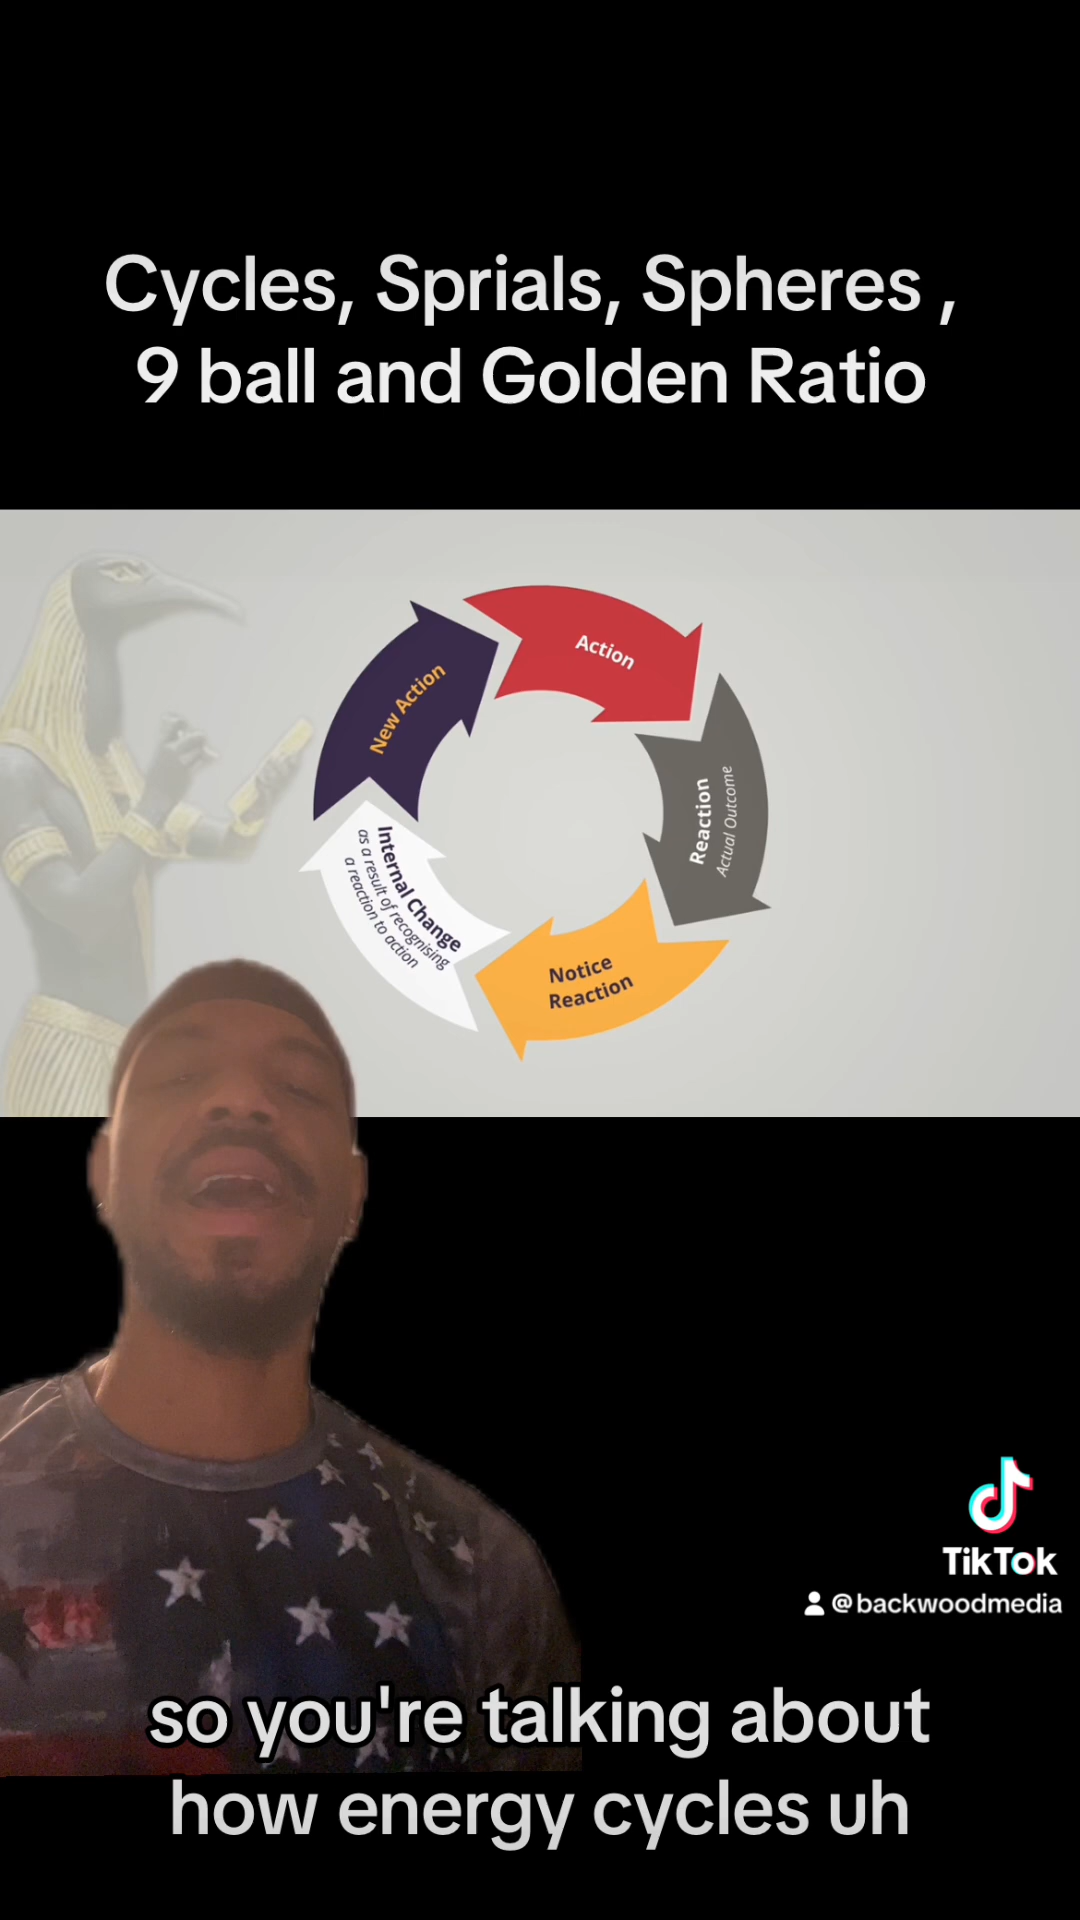 Cycles, Sprials, Spheres ,
9 ball and Golden Ratio
Action
Reaction
Actual Outcome
Notice
Reaction
Internal Change
as a result of recognising
a reaction to action
New Action
TikTok
@backwoodmedia
so you're talking about
how energy cycles uh